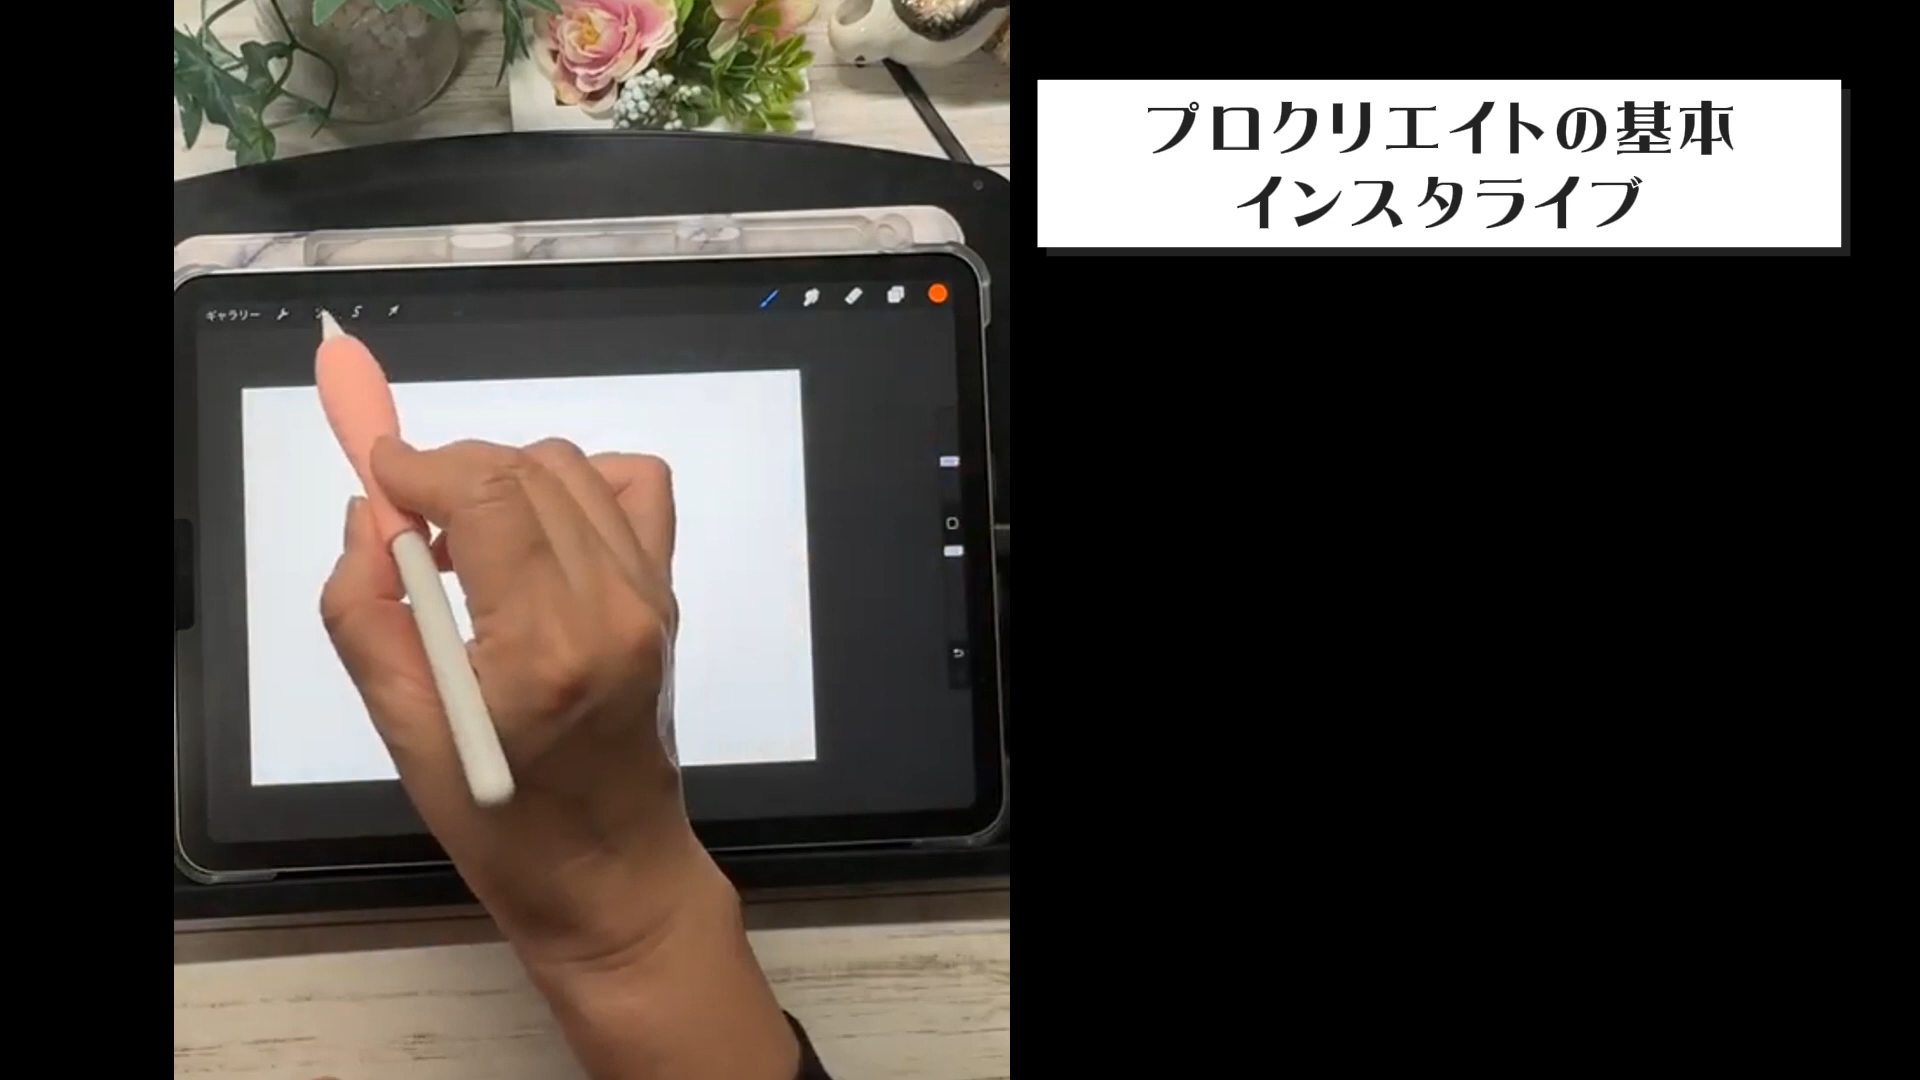 プロクリエイトの基本
インスタライブ
ギャラリー